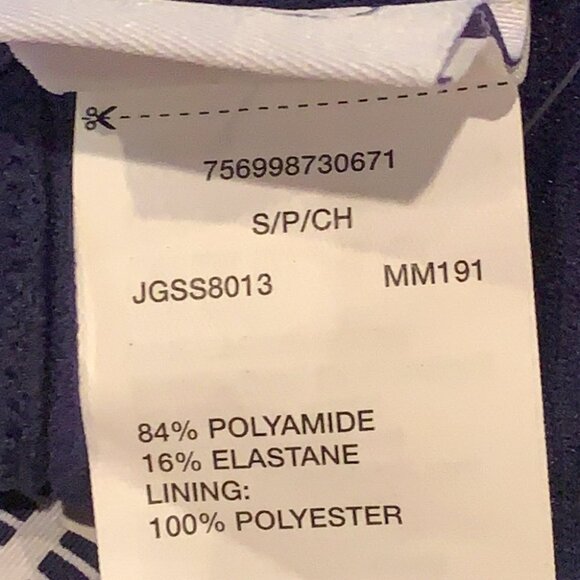 756998730671
S/P/CH
JGSS8013 MM191
84% POLYAMIDE
16% ELASTANE
LINING:
100% POLYESTER